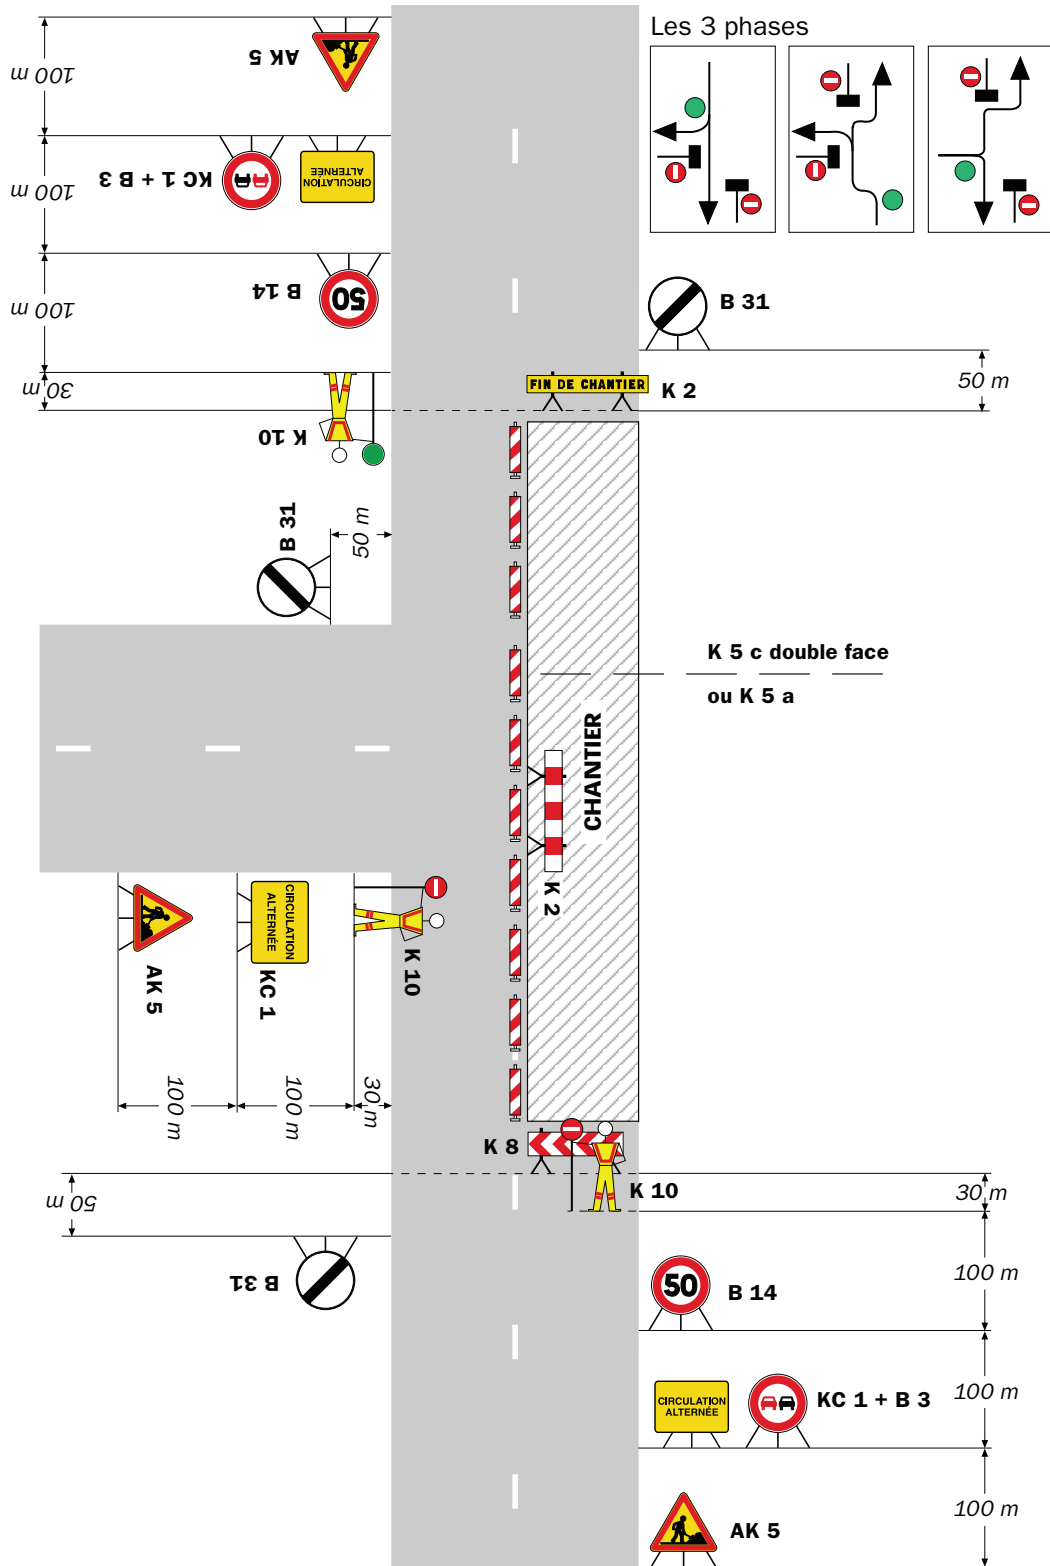 Les 3 phases
AK 5
100 m
KC 1 + B 3
CIRCULATION
ALTERNÉE
100 m
B 14
50
100 m
B 31
50 m
FIN DE CHANTIER
K 2
30 m
K 10
B 31
50 m
K 5 c double face
ou K 5 a
CHANTIER
K 2
AK 5
CIRCULATION
ALTERNÉE
KC 1
K 10
100 m
100 m
30 m
K 8
K 10
30 m
50 m
B 31
50
B 14
100 m
CIRCULATION
ALTERNÉE
KC 1 + B 3
100 m
AK 5
100 m